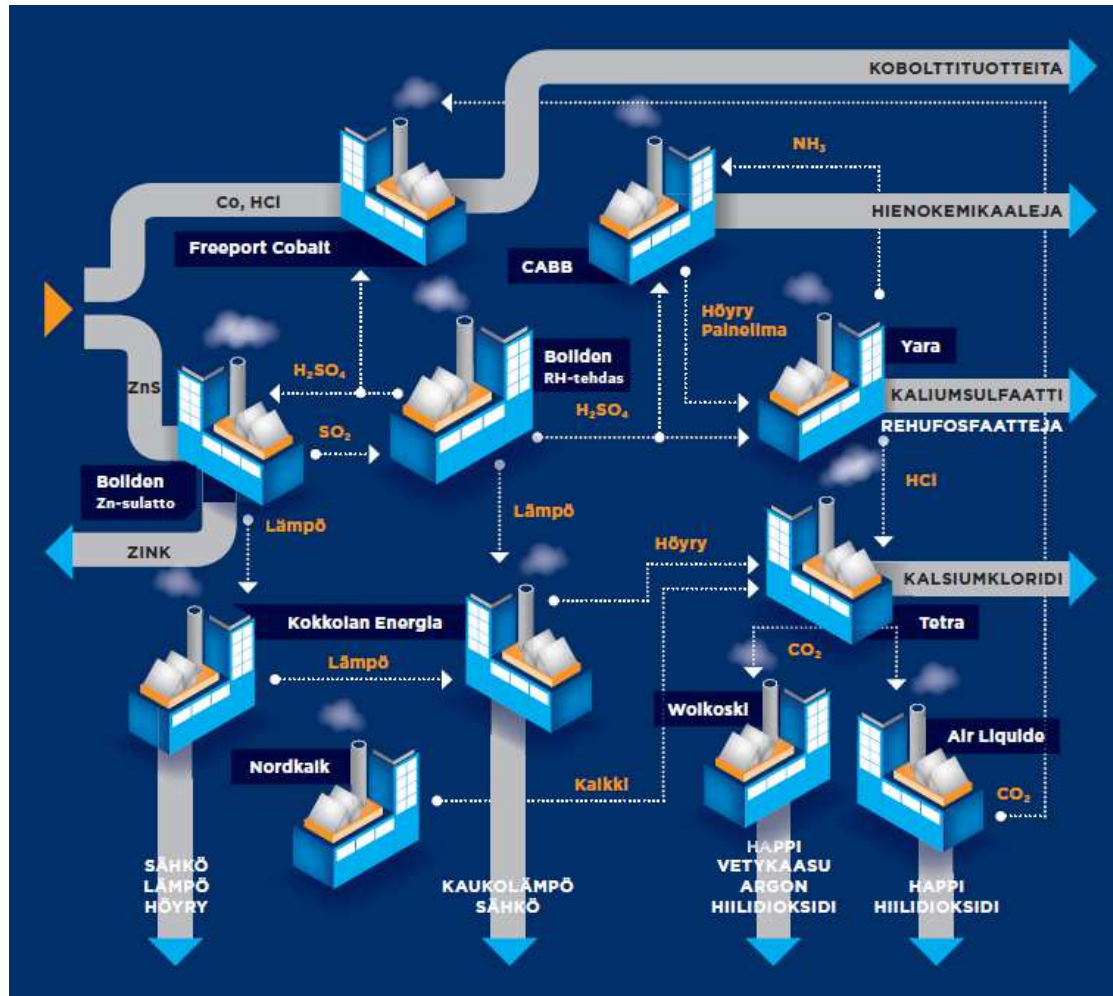 KOBOLTTITUOTTEITA
NH₃
Co, HCl
HIENOKEMIKAALEJA
Freeport Cobalt
CABB
Höyry
Paineilma
Boliden
RH-tehdas
Yara
ZnS
H₂SO₄
H₂SO₄
KALIUMSULFAATTI
REHUFOSFAATTEJA
SO₂
Boliden
Zn-sulatto
HCl
Lämpö
Lämpö
ZINK
Höyry
KALSIUMKLORIDI
Kokkolan Energia
Tetra
CO₂
Lämpö
Woikoski
Air Liquide
Nordkalk
Kalkki
CO₂
SÄHKÖ
LÄMPÖ
HÖYRY
KAUKOLÄMPÖ
SÄHKÖ
HAPPI
VETYKAASU
ARGON
HIILIDIOKSIDI
HAPPI
HIILIDIOKSIDI